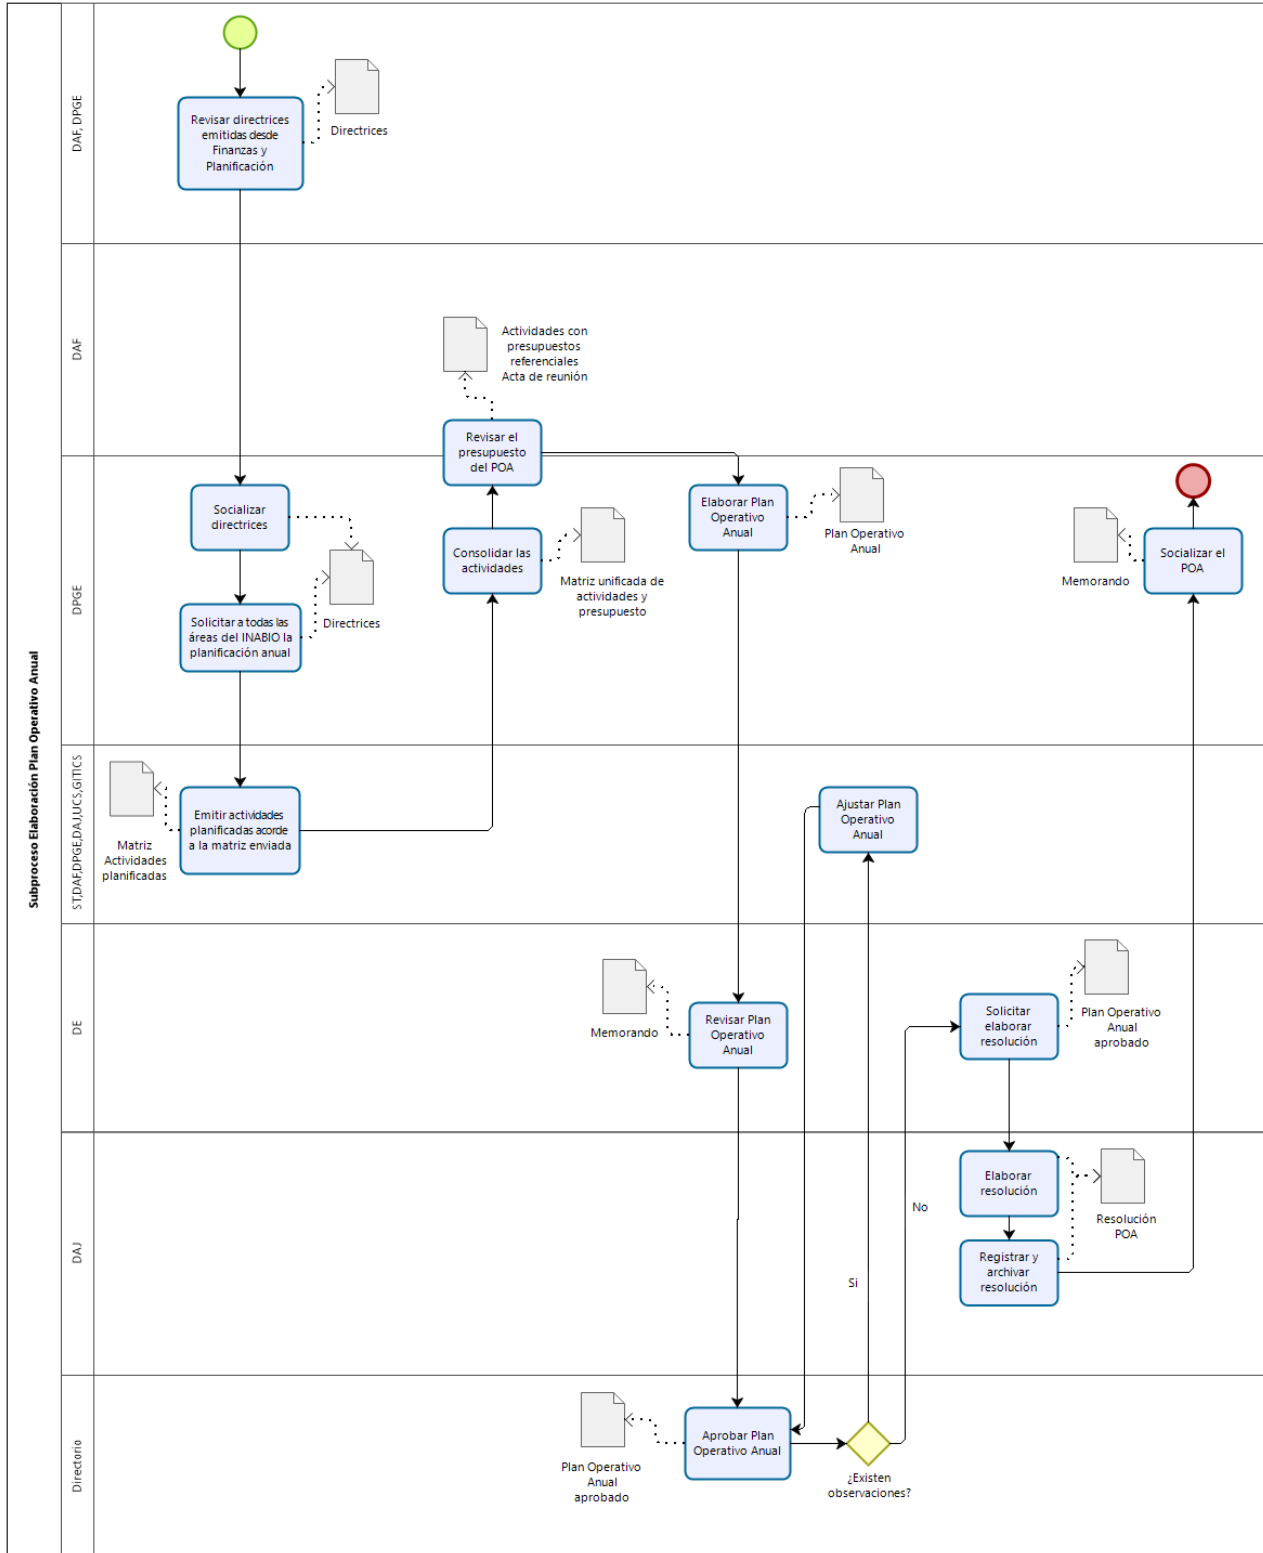 Subproceso Elaboración Plan Operativo Anual
DAF, DPGE
Revisar directrices
emitidas desde
Finanzas y
Planificación
Directrices
DAF
Actividades con
presupuestos
referenciales
Acta de reunión
Revisar el
presupuesto
del POA
DPGE
Socializar
directrices
Directrices
Solicitar a todas las
áreas del INABIO la
planificación anual
Consolidar las
actividades
Matriz unificada de
actividades y
presupuesto
Elaborar Plan
Operativo
Anual
Plan Operativo
Anual
Memorando
Socializar el
POA
ST,DAF,DPGE,DAJ,UCS,GITICS
Matriz
Actividades
planificadas
Emitir actividades
planificadas acorde
a la matriz enviada
Ajustar Plan
Operativo
Anual
DE
Memorando
Revisar Plan
Operativo
Anual
Solicitar
elaborar
resolución
Plan Operativo
Anual
aprobado
DAJ
Elaborar
resolución
Resolución
POA
Registrar y
archivar
resolución
No
Si
Directorio
Plan Operativo
Anual
aprobado
Aprobar Plan
Operativo Anual
¿Existen
observaciones?